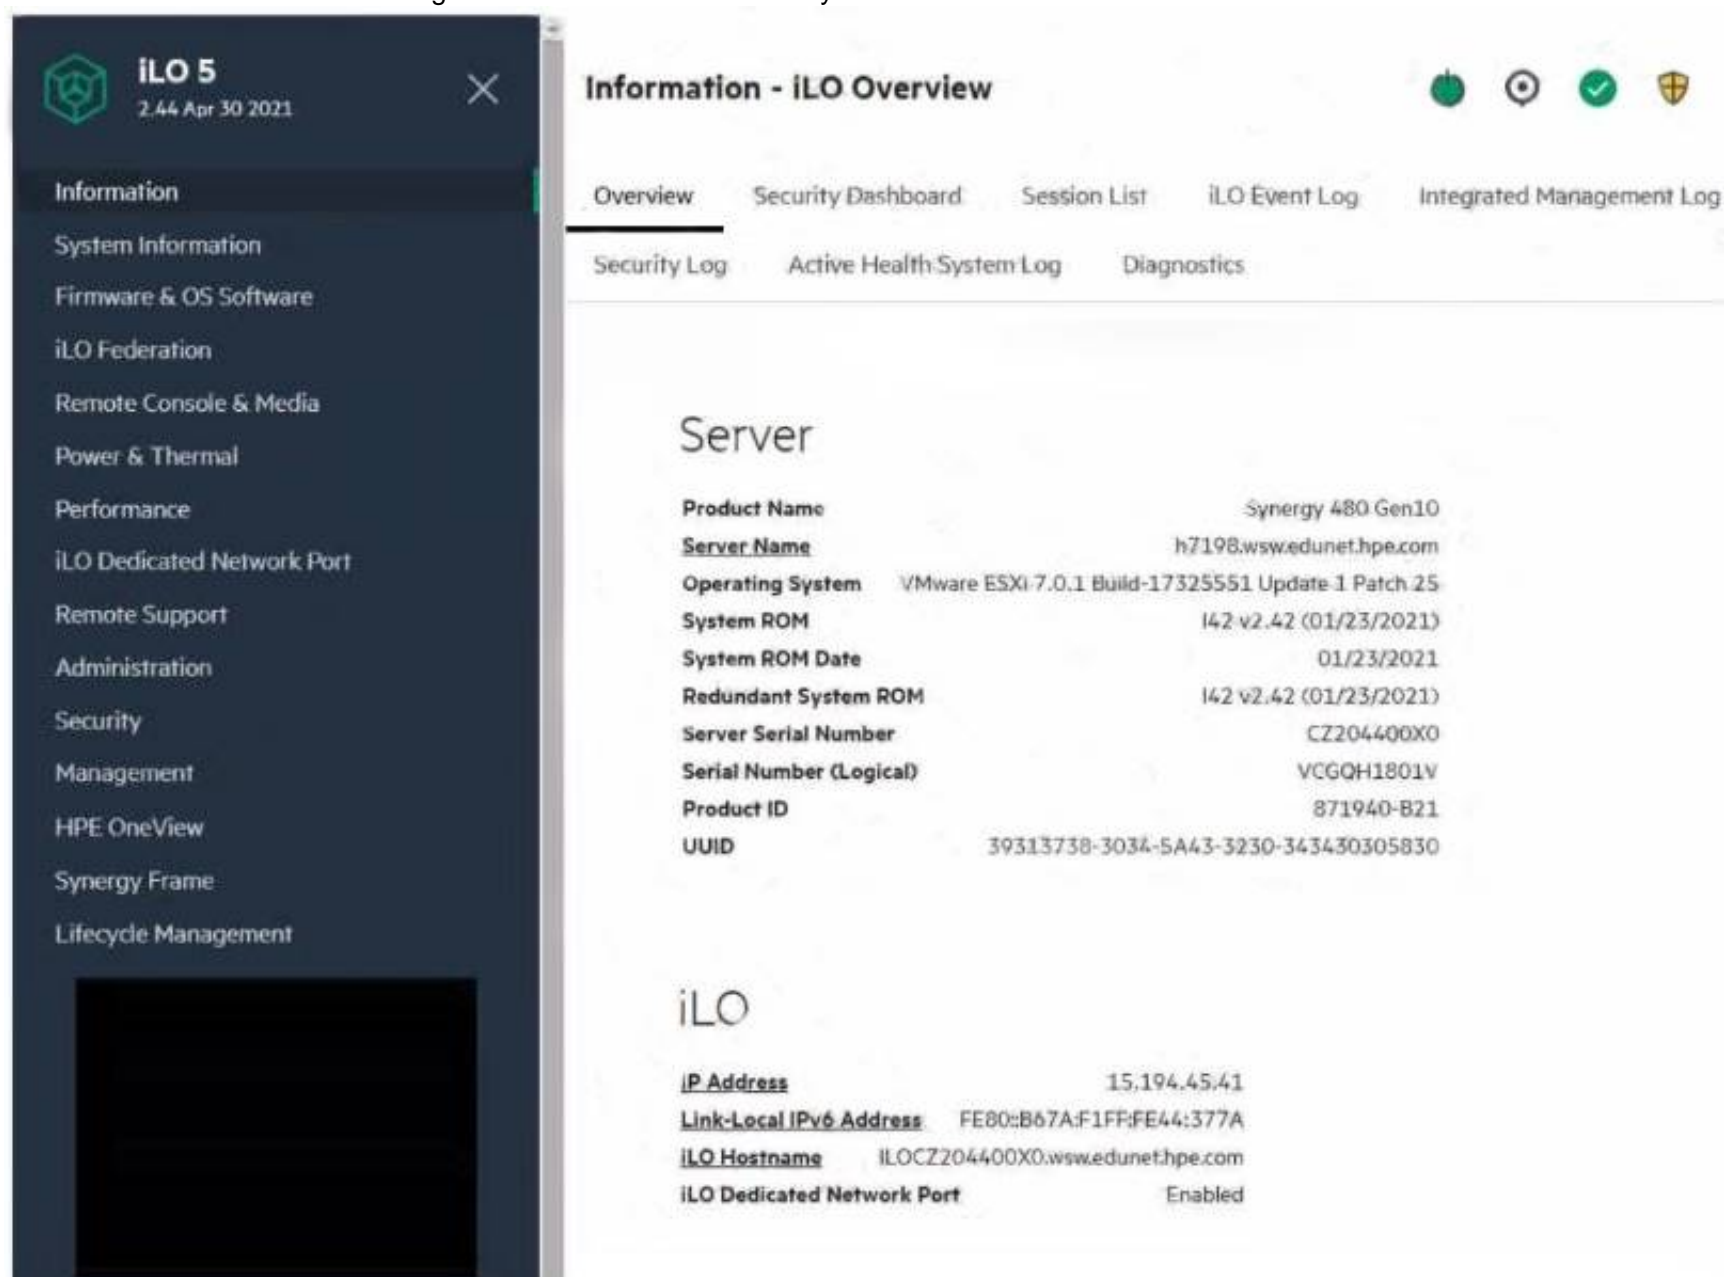 iLO 5
2.44 Apr 30 2021
Information
System Information
Firmware & OS Software
iLO Federation
Remote Console & Media
Power & Thermal
Performance
iLO Dedicated Network Port
Remote Support
Administration
Security
Management
HPE OneView
Synergy Frame
Lifecycle Management
Information - iLO Overview
Overview Security Dashboard Session List iLO Event Log Integrated Management Log
Security Log Active Health System Log Diagnostics
Server
Product Name Synergy 480 Gen10
Server Name h7198.wsw.edunet.hpe.com
Operating System VMware ESXi 7.0.1 Build-17325551 Update 1 Patch 25
System ROM I42 v2.42 (01/23/2021)
System ROM Date 01/23/2021
Redundant System ROM I42 v2.42 (01/23/2021)
Server Serial Number CZ204400X0
Serial Number (Logical) VCGQH1801V
Product ID 871940-B21
UUID 39313738-3034-5A43-3230-343430305830
iLO
IP Address 15.194.45.41
Link-Local IPv6 Address FE80::B67A:F1FF:FE44:377A
iLO Hostname ILOCZ204400X0.wsw.edunet.hpe.com
iLO Dedicated Network Port Enabled